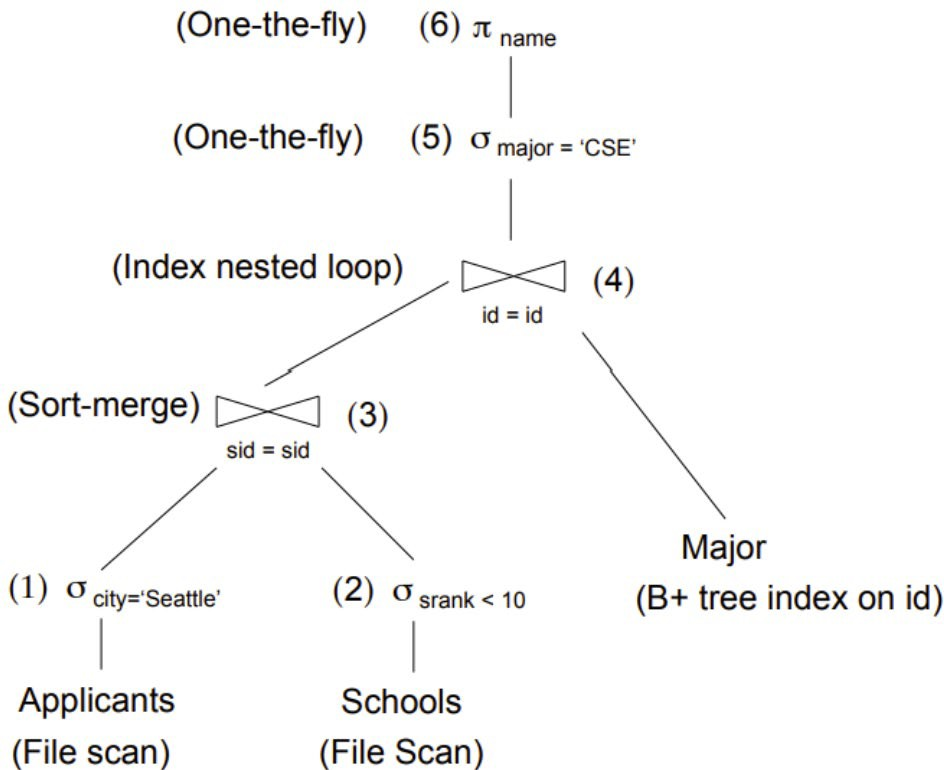 (One-the-fly) (6) π name
(One-the-fly) (5) σ major = ‘CSE’
(Index nested loop) (4)
id = id
(Sort-merge) (3)
sid = sid
(1) σ city=‘Seattle’ (2) σ srank < 10
Major
(B+ tree index on id)
Applicants Schools
(File scan) (File Scan)